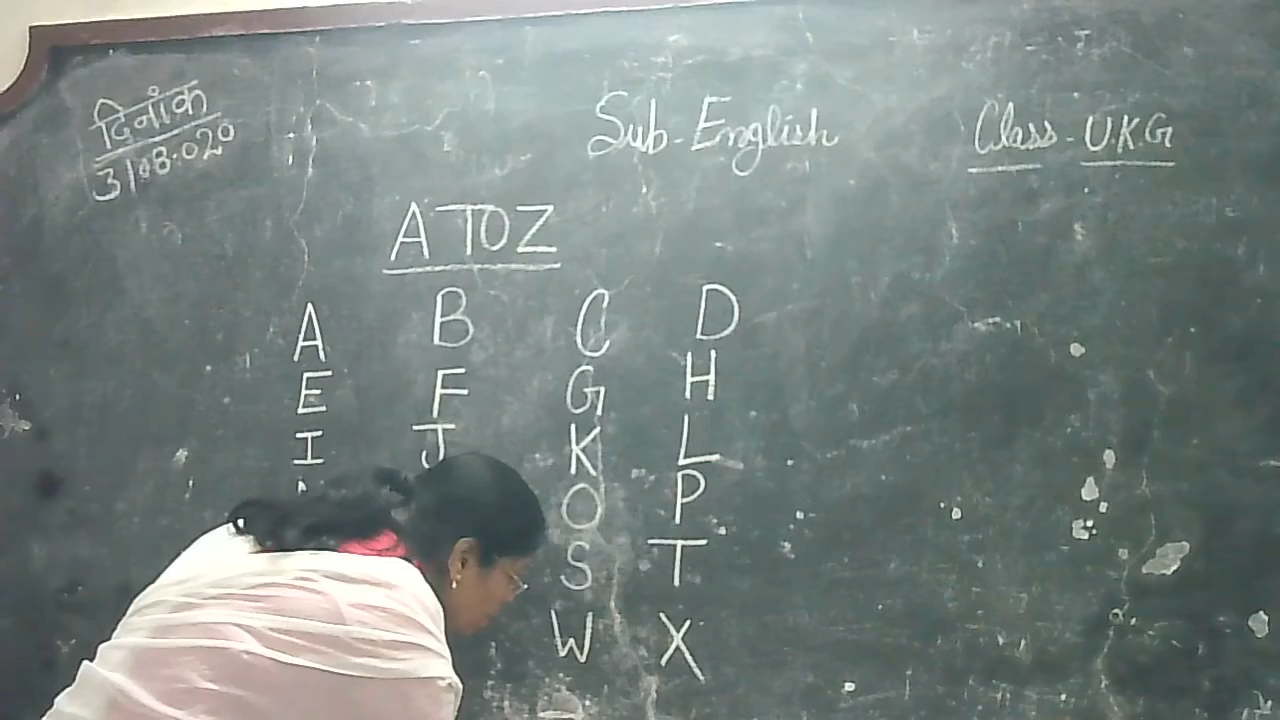 दिनांक
31.08.020
Sub-English
Class-U.K.G
A TO Z
A B C D
E F G H
I J K L
O P
S T
W X